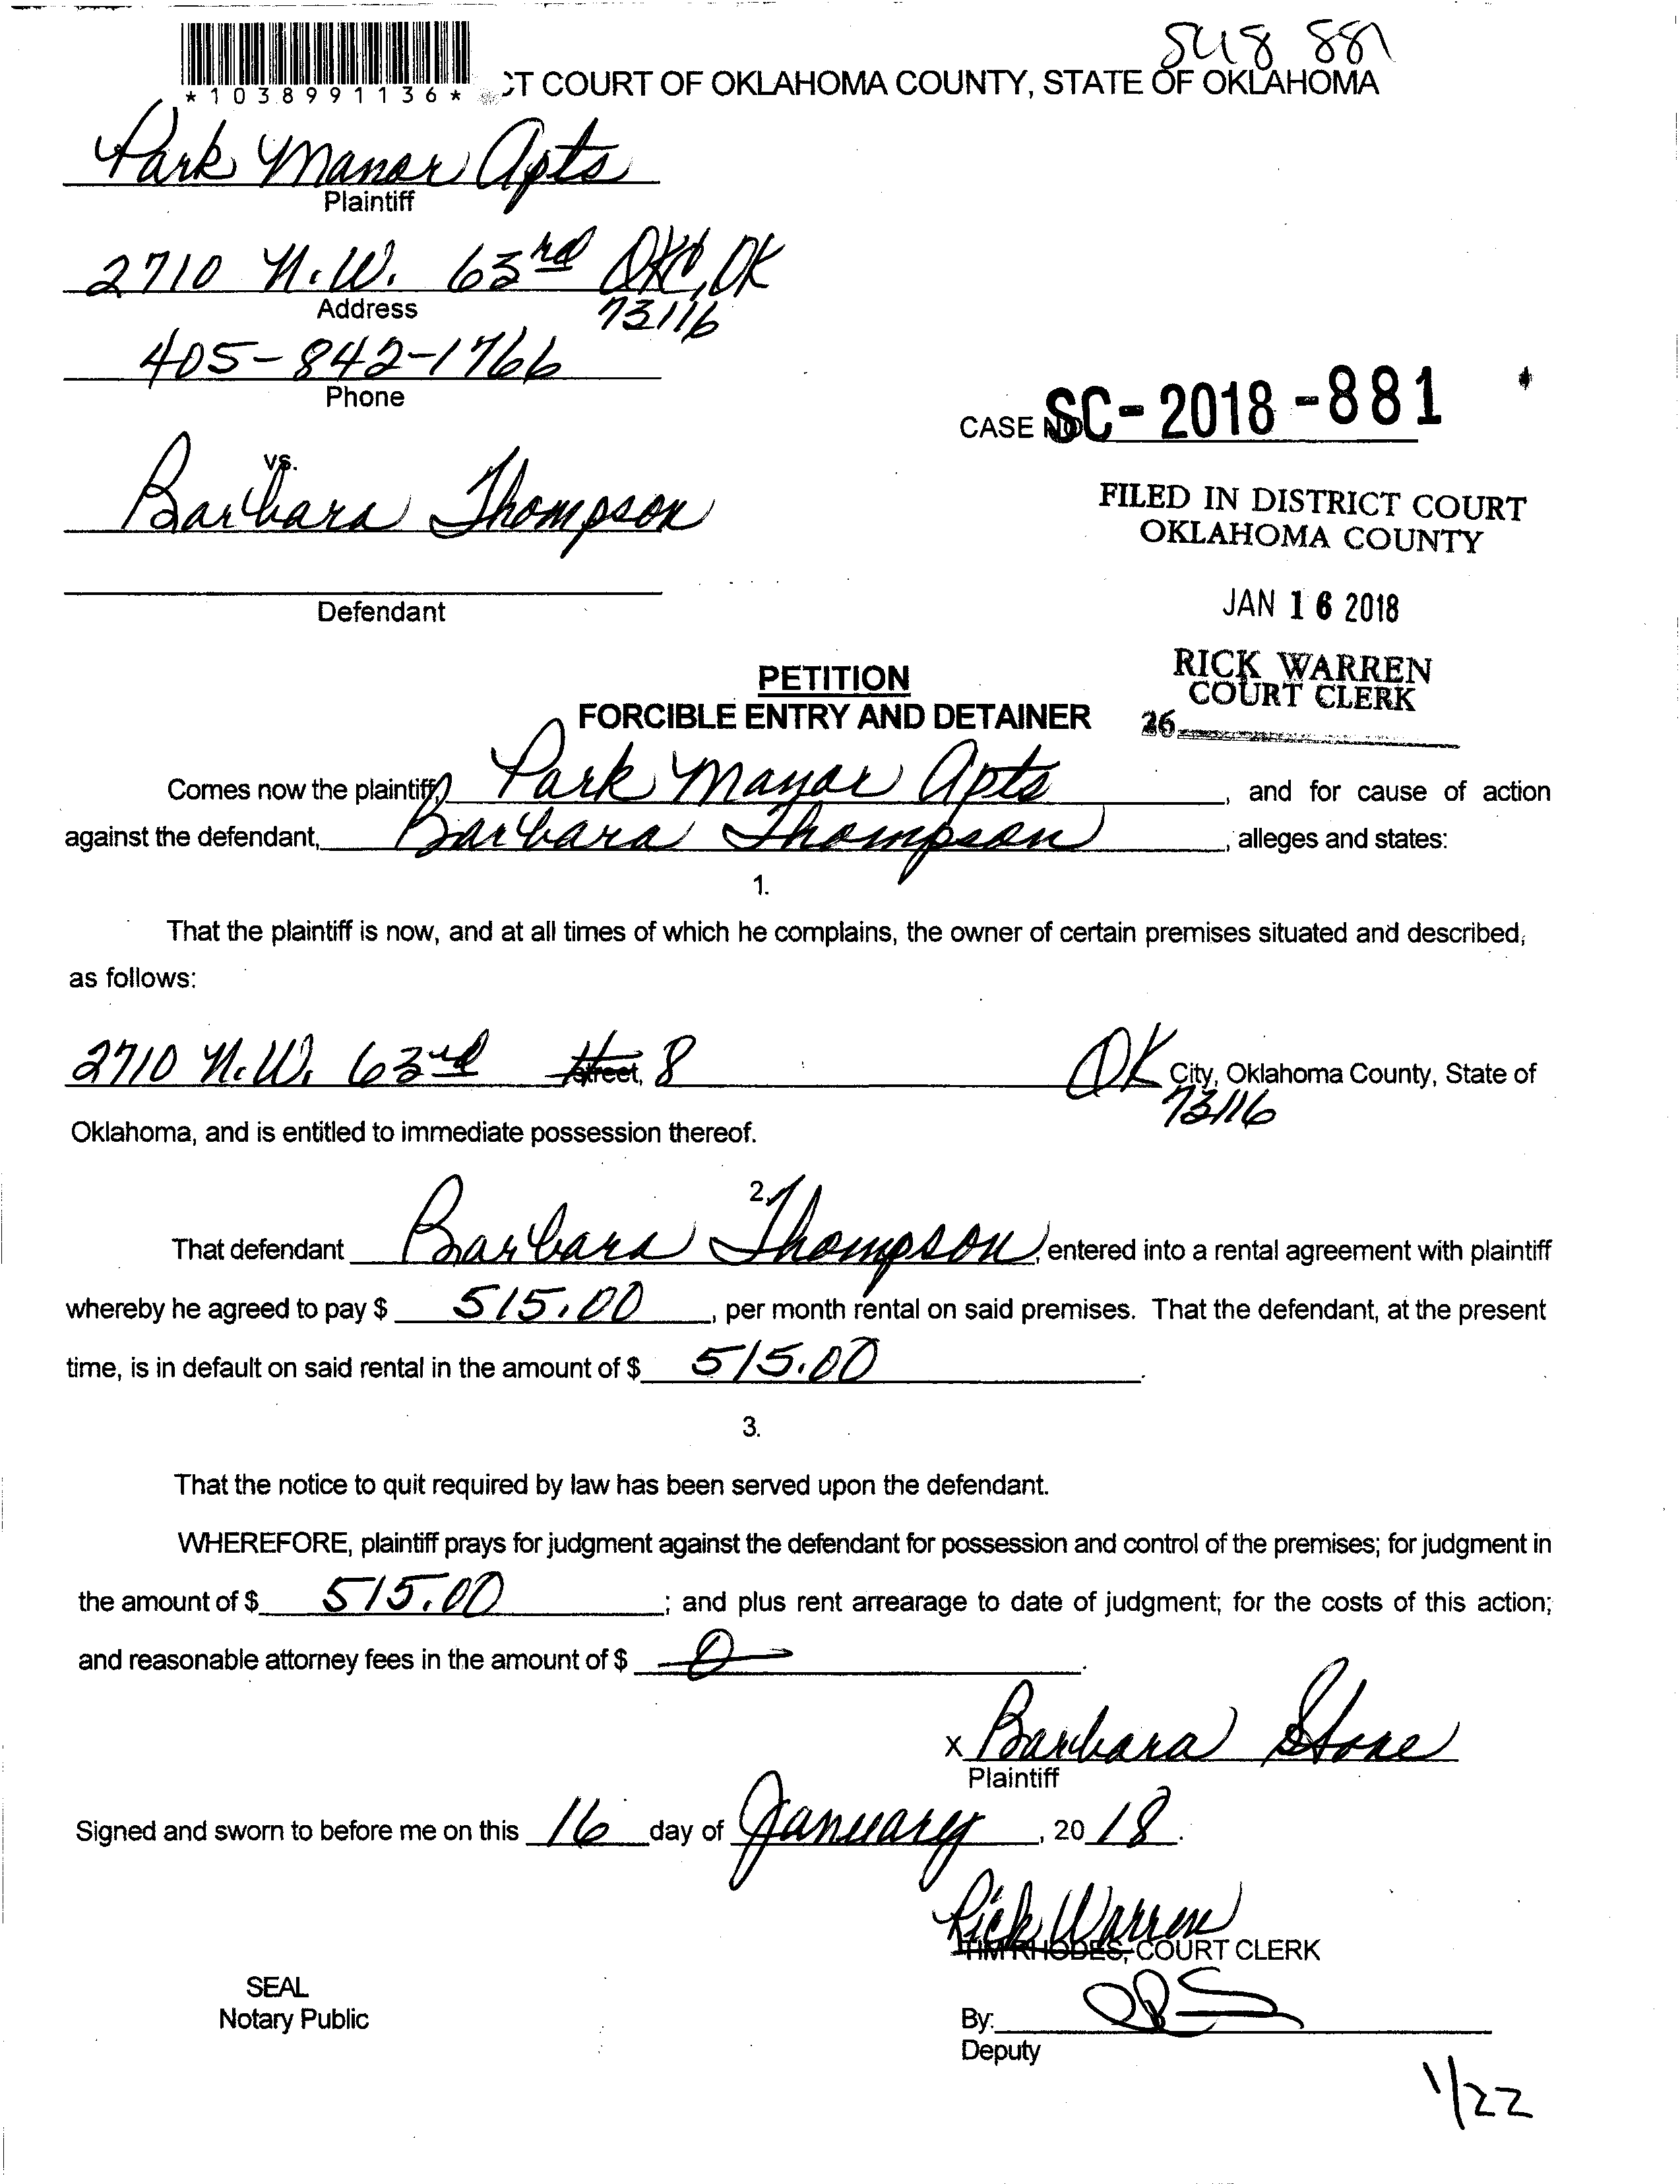 SC18 881
*1038991136* CT COURT OF OKLAHOMA COUNTY, STATE OF OKLAHOMA
Park Manor Apts
Plaintiff
2710 N.W. 63rd OKC, OK
Address 73116
405-842-1766
Phone
CASE NO SC-2018-881
vs.
Barbara Thompson
FILED IN DISTRICT COURT
OKLAHOMA COUNTY
Defendant
JAN 16 2018
RICK WARREN
COURT CLERK
26
PETITION
FORCIBLE ENTRY AND DETAINER
Comes now the plaintiff, Park Manor Apts, and for cause of action
against the defendant, Barbara Thompson, alleges and states:
1.
That the plaintiff is now, and at all times of which he complains, the owner of certain premises situated and described,
as follows:
2710 N.W. 63rd Street, 8 OK City, Oklahoma County, State of
73116
Oklahoma, and is entitled to immediate possession thereof.
2.
That defendant Barbara Thompson, entered into a rental agreement with plaintiff
whereby he agreed to pay $ 515.00, per month rental on said premises. That the defendant, at the present
time, is in default on said rental in the amount of $ 515.00.
3.
That the notice to quit required by law has been served upon the defendant.
WHEREFORE, plaintiff prays for judgment against the defendant for possession and control of the premises; for judgment in
the amount of $ 515.00; and plus rent arrearage to date of judgment; for the costs of this action;
and reasonable attorney fees in the amount of $ 0.
x Barbara Stone
Plaintiff
Signed and sworn to before me on this 16 day of January, 2018.
Rick Warren
TIM RHODES, COURT CLERK
SEAL
Notary Public
By:
Deputy
1/22